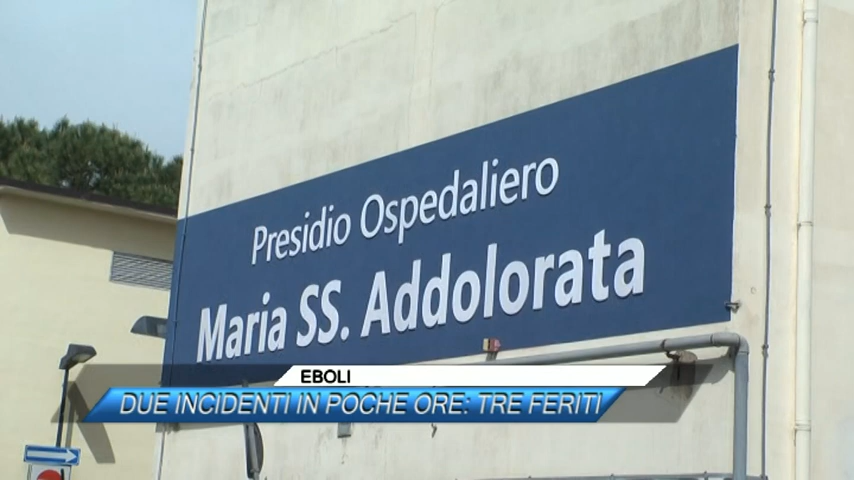 Presidio Ospedaliero
Maria SS. Addolorata
EBOLI
DUE INCIDENTI IN POCHE ORE: TRE FERITI